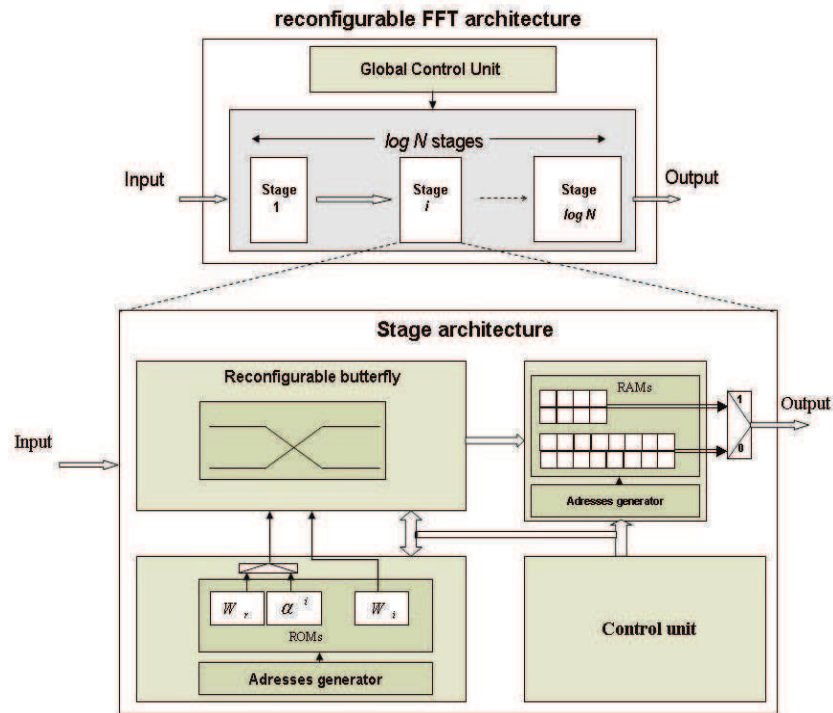 reconfigurable FFT architecture
Global Control Unit
log N stages
Input
Stage
1
Stage
i
Stage
log N
Output
Stage architecture
Reconfigurable butterfly
RAMs
1
0
Output
Input
Adresses generator
W r
α i
W i
ROMs
Adresses generator
Control unit